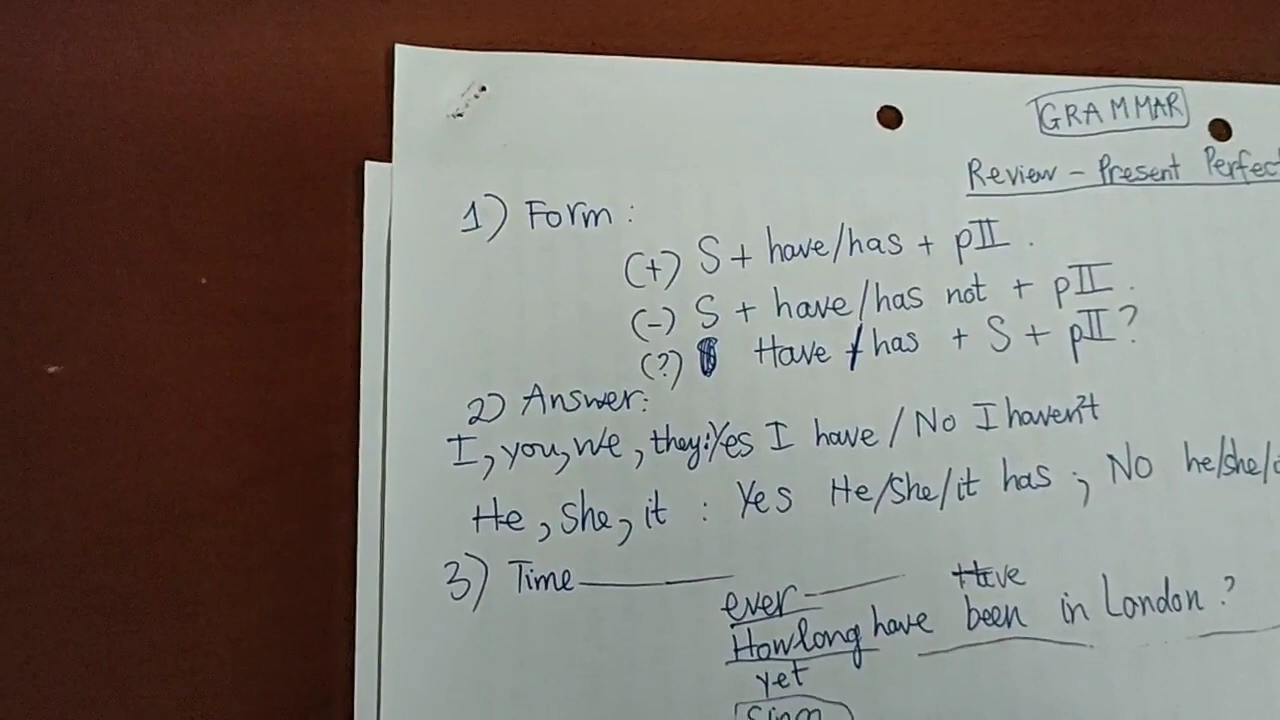 GRAMMAR
Review - Present Perfect
1) Form :
(+) S + have/has + pII .
(-) S + have/has not + pII .
(?) Have / has + S + pII ?
2) Answer:
I, you, we, they: Yes I have / No I haven't
He, she, it : Yes He/she/it has ; No he/she/
3) Time
ever
How long have been in London ?
yet